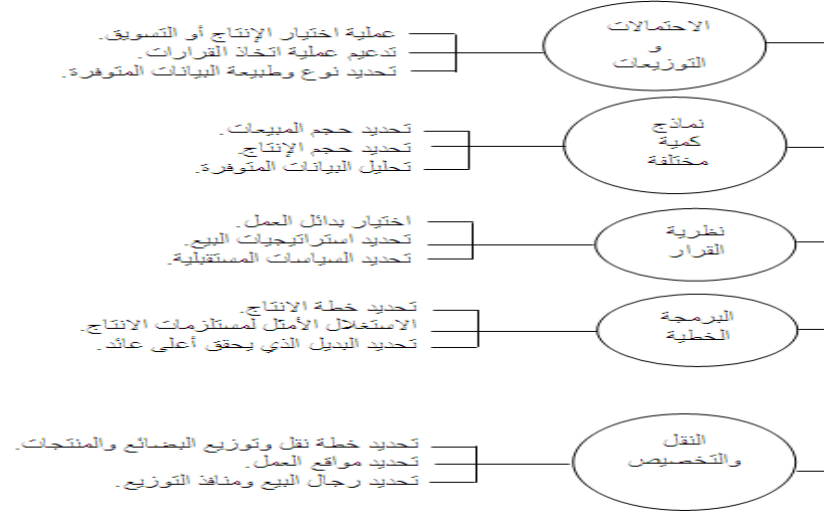 الاحتمالات
و
التوزيعات
عملية اختيار الإنتاج أو التسويق.
تدعيم عملية اتخاذ القرارات.
تحديد نوع وطبيعة البيانات المتوفرة.
نماذج
كمية
مختلفة
تحديد حجم المبيعات.
تحديد حجم الإنتاج.
تحليل البيانات المتوفرة.
نظرية
القرار
اختيار بدائل العمل.
تحديد استراتيجيات البيع.
تحديد السياسات المستقبلية.
البرمجة
الخطية
تحديد خطة الانتاج.
الاستغلال الأمثل لمستلزمات الانتاج.
تحديد البديل الذي يحقق أعلى عائد.
النقل
والتخصيص
تحديد خطة نقل وتوزيع البضائع والمنتجات.
تحديد مواقع العمل.
تحديد رجال البيع ومنافذ التوزيع.